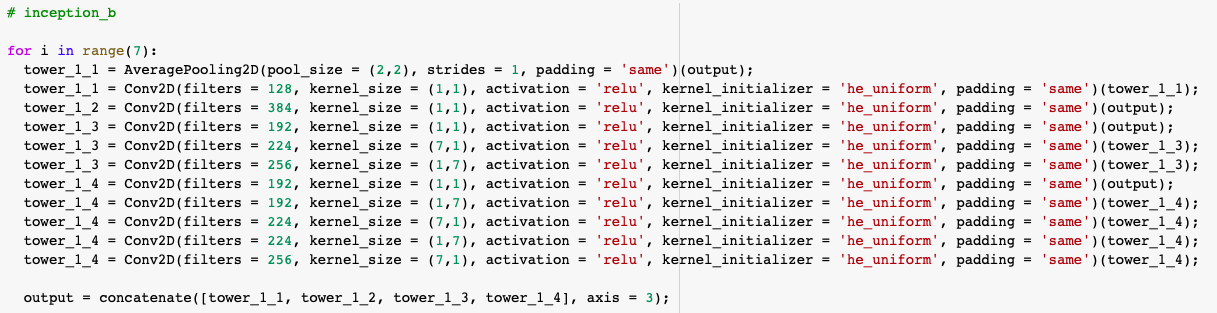 # inception_b
for i in range(7):
tower_1_1 = AveragePooling2D(pool_size = (2,2), strides = 1, padding = 'same')(output);
tower_1_1 = Conv2D(filters = 128, kernel_size = (1,1), activation = 'relu', kernel_initializer = 'he_uniform', padding = 'same')(tower_1_1);
tower_1_2 = Conv2D(filters = 384, kernel_size = (1,1), activation = 'relu', kernel_initializer = 'he_uniform', padding = 'same')(output);
tower_1_3 = Conv2D(filters = 192, kernel_size = (1,1), activation = 'relu', kernel_initializer = 'he_uniform', padding = 'same')(output);
tower_1_3 = Conv2D(filters = 224, kernel_size = (7,1), activation = 'relu', kernel_initializer = 'he_uniform', padding = 'same')(tower_1_3);
tower_1_3 = Conv2D(filters = 256, kernel_size = (1,7), activation = 'relu', kernel_initializer = 'he_uniform', padding = 'same')(tower_1_3);
tower_1_4 = Conv2D(filters = 192, kernel_size = (1,1), activation = 'relu', kernel_initializer = 'he_uniform', padding = 'same')(output);
tower_1_4 = Conv2D(filters = 192, kernel_size = (1,7), activation = 'relu', kernel_initializer = 'he_uniform', padding = 'same')(tower_1_4);
tower_1_4 = Conv2D(filters = 224, kernel_size = (7,1), activation = 'relu', kernel_initializer = 'he_uniform', padding = 'same')(tower_1_4);
tower_1_4 = Conv2D(filters = 224, kernel_size = (1,7), activation = 'relu', kernel_initializer = 'he_uniform', padding = 'same')(tower_1_4);
tower_1_4 = Conv2D(filters = 256, kernel_size = (7,1), activation = 'relu', kernel_initializer = 'he_uniform', padding = 'same')(tower_1_4);
output = concatenate([tower_1_1, tower_1_2, tower_1_3, tower_1_4], axis = 3);